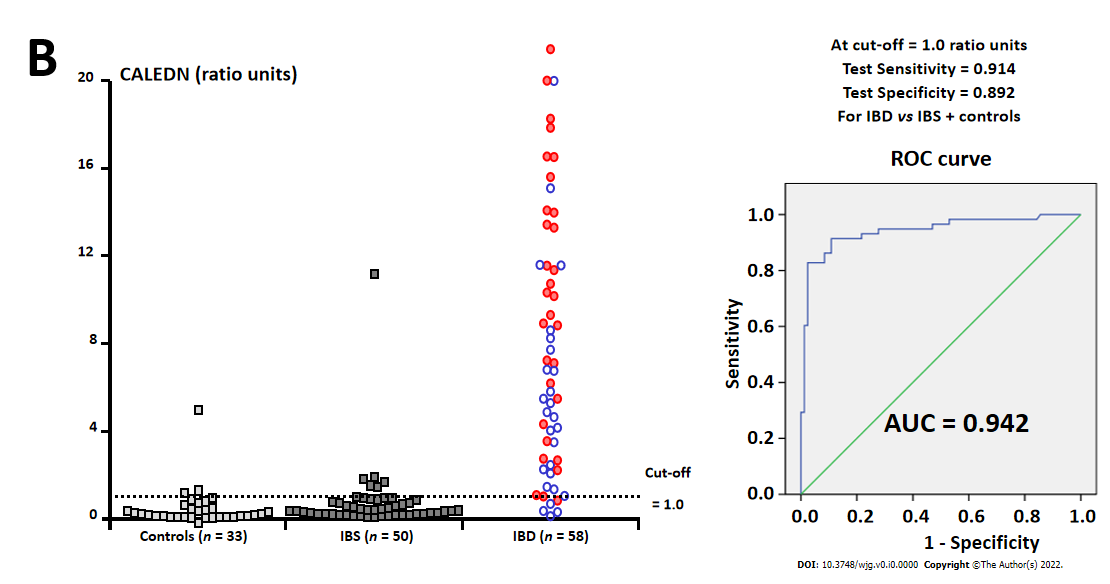 B
CALEDN (ratio units)
20
16
12
8
4
0
Cut-off
= 1.0
Controls (n = 33)
IBS (n = 50)
IBD (n = 58)
At cut-off = 1.0 ratio units
Test Sensitivity = 0.914
Test Specificity = 0.892
For IBD vs IBS + controls
ROC curve
Sensitivity
1.0
0.8
0.6
0.4
0.2
0.0
AUC = 0.942
0.0 0.2 0.4 0.6 0.8 1.0
1 - Specificity
DOI: 10.3748/wjg.v0.i0.0000 Copyright ©The Author(s) 2022.